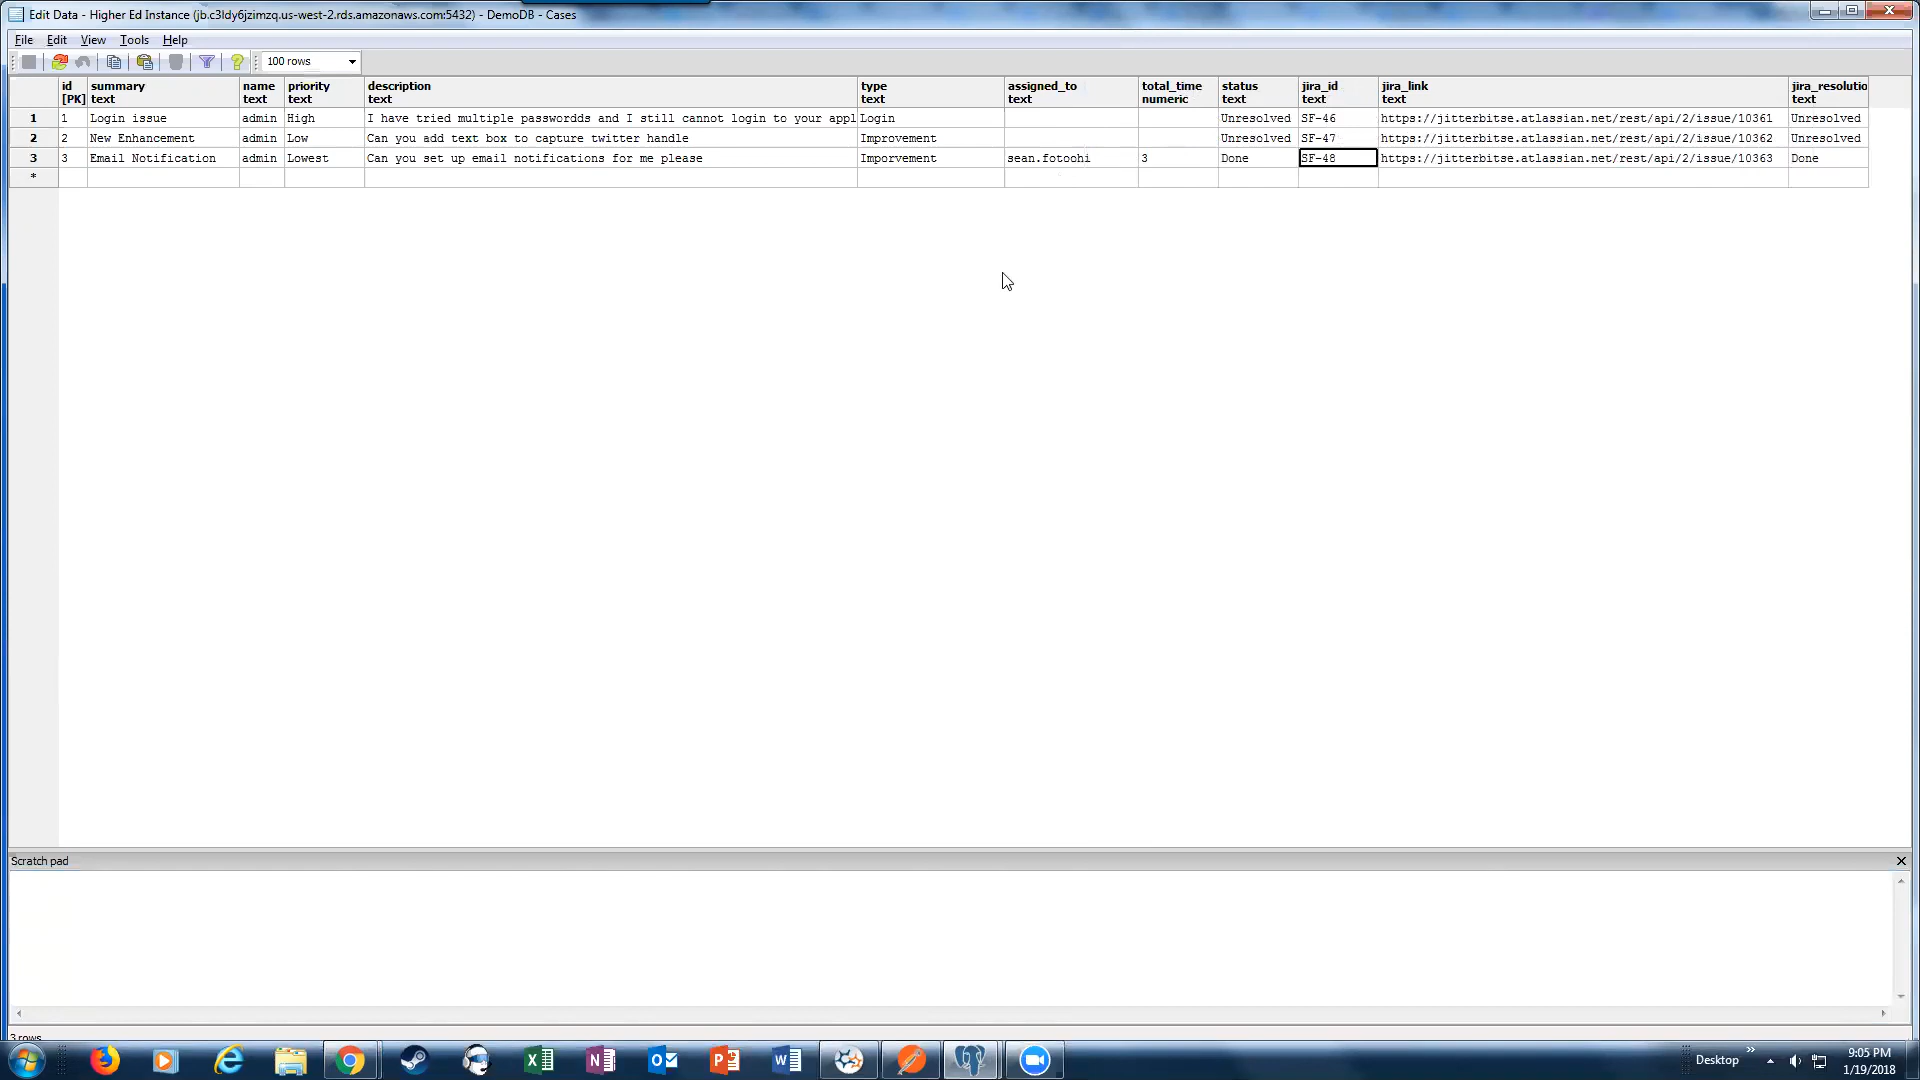 Edit Data - Higher Ed Instance (jb.c3ldy6jzimzq.us-west-2.rds.amazonaws.com:5432) - DemoDB - Cases
File Edit View Tools Help
100 rows
id summary name priority description type assigned_to total_time status jira_id jira_link jira_resolutio
[PK] text text text text text text numeric text text text text
1 1 Login issue admin High I have tried multiple passwordds and I still cannot login to your appl Login Unresolved SF-46 https://jitterbitse.atlassian.net/rest/api/2/issue/10361 Unresolved
2 2 New Enhancement admin Low Can you add text box to capture twitter handle Improvement Unresolved SF-47 https://jitterbitse.atlassian.net/rest/api/2/issue/10362 Unresolved
3 3 Email Notification admin Lowest Can you set up email notifications for me please Imporvement sean.fotoohi 3 Done SF-48 https://jitterbitse.atlassian.net/rest/api/2/issue/10363 Done
*
Scratch pad
3 rows
Desktop
9:05 PM
1/19/2018